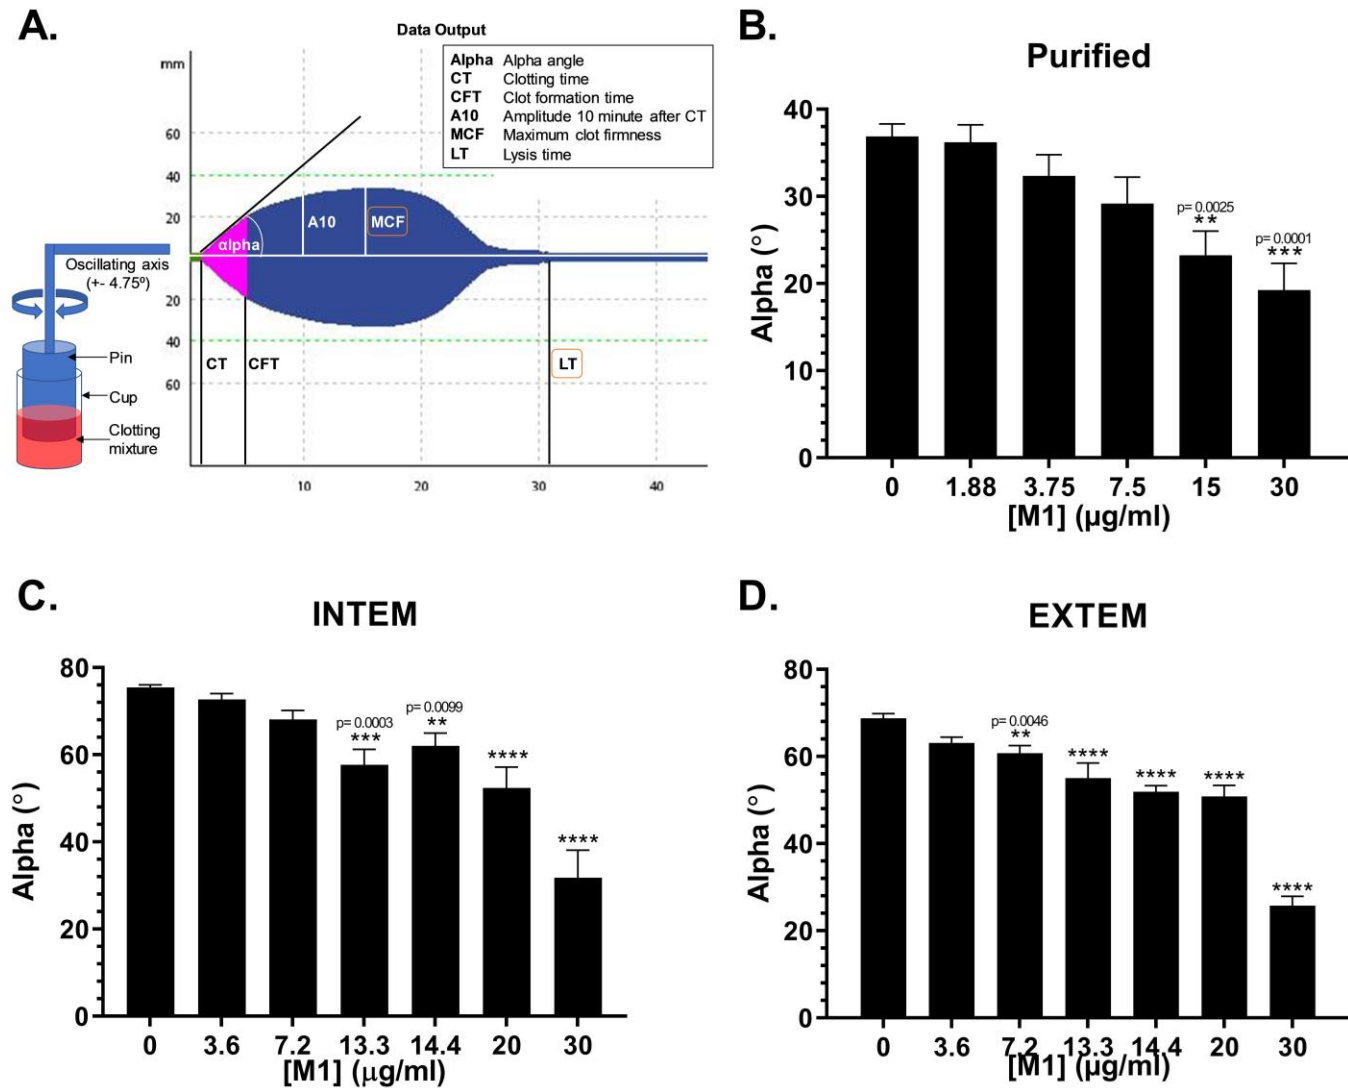 A.
Data Output
mm
Alpha Alpha angle
CT Clotting time
CFT Clot formation time
A10 Amplitude 10 minute after CT
MCF Maximum clot firmness
LT Lysis time
60
40
20
20
40
60
αlpha
A10
MCF
CT
CFT
LT
10
20
30
40
Oscillating axis
(+- 4.75º)
Pin
Cup
Clotting
mixture
B.
Purified
Alpha (°)
40
30
20
10
0
p= 0.0025
**
p= 0.0001
***
0 1.88 3.75 7.5 15 30
[M1] (µg/ml)
C.
INTEM
Alpha (°)
80
60
40
20
0
p= 0.0003
***
p= 0.0099
**
****
****
0 3.6 7.2 13.3 14.4 20 30
[M1] (µg/ml)
D.
EXTEM
Alpha (°)
80
60
40
20
0
p= 0.0046
**
****
****
****
****
0 3.6 7.2 13.3 14.4 20 30
[M1] (µg/ml)